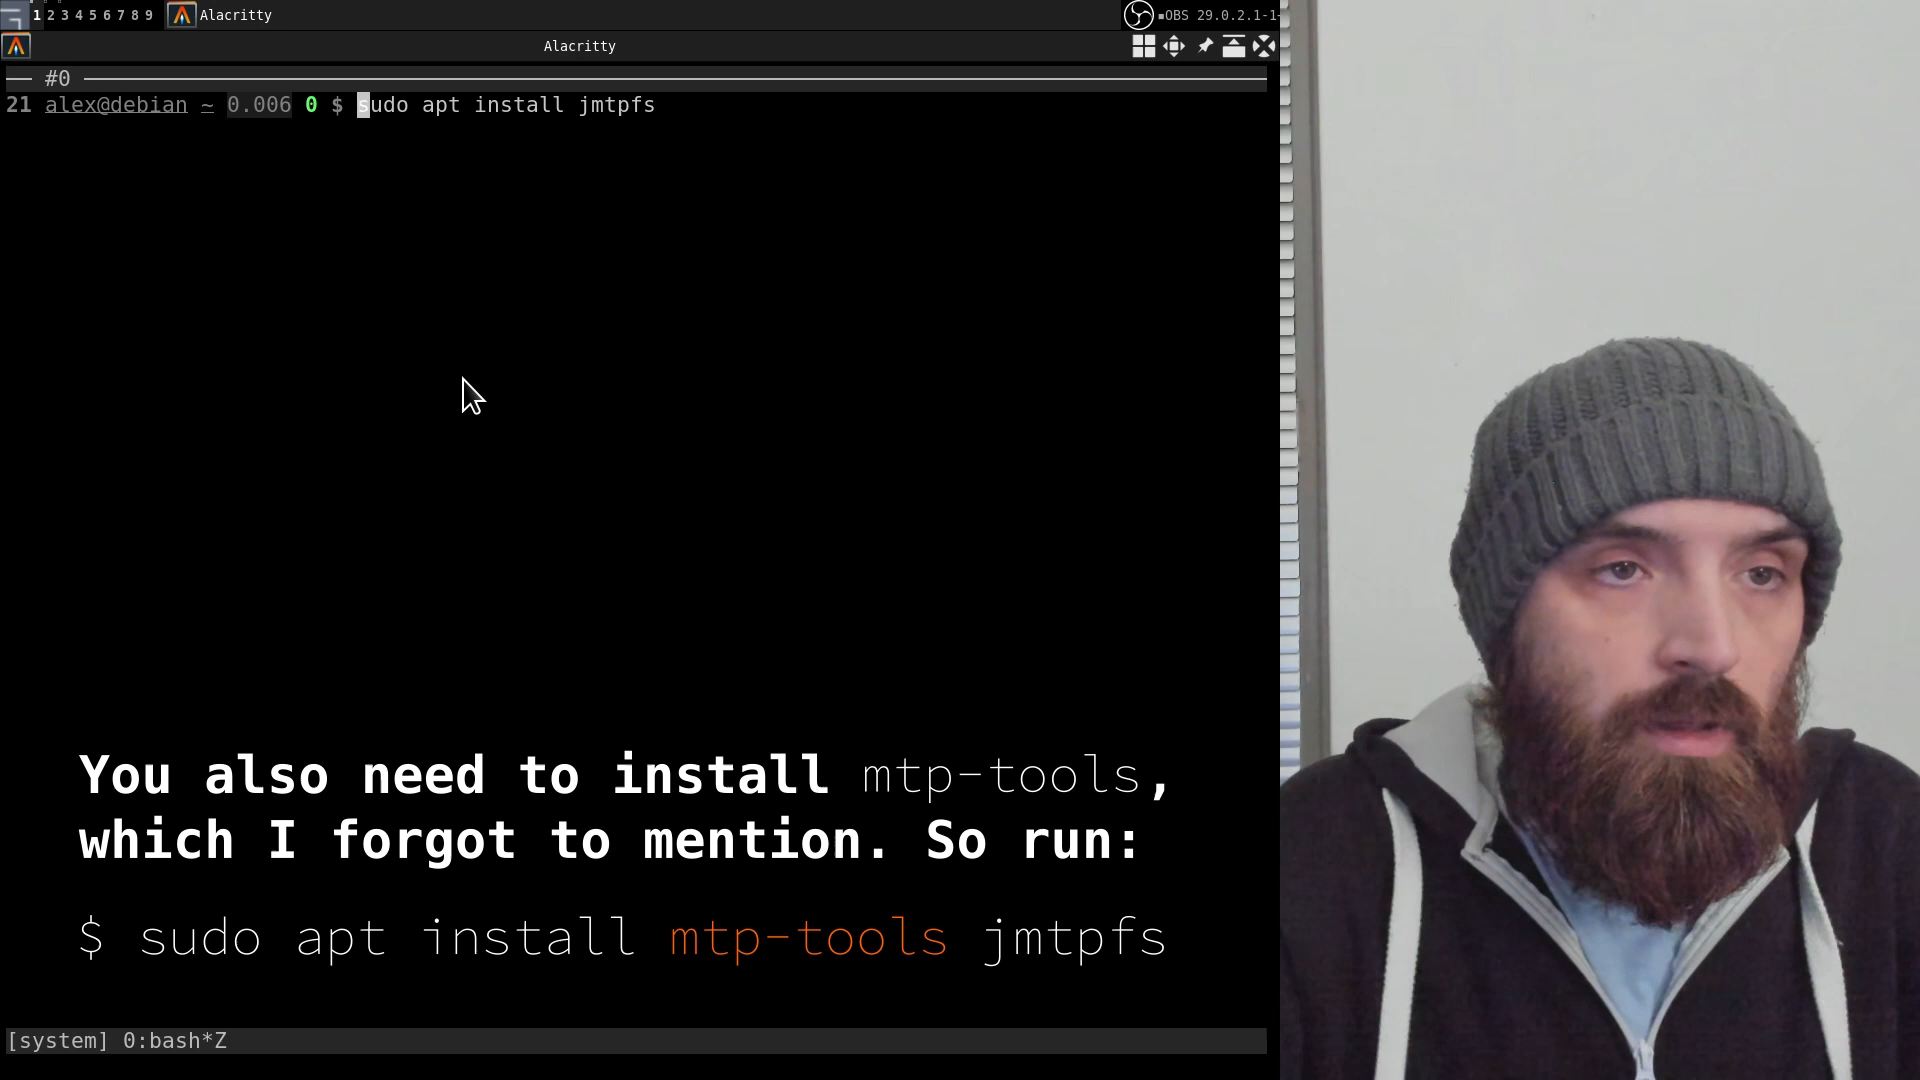 1 2 3 4 5 6 7 8 9 Alacritty OBS 29.0.2.1-1-
Alacritty
#0
21 alex@debian ~ 0.006 0 $ sudo apt install jmtpfs
You also need to install mtp-tools,
which I forgot to mention. So run:
$ sudo apt install mtp-tools jmtpfs
[system] 0:bash*Z